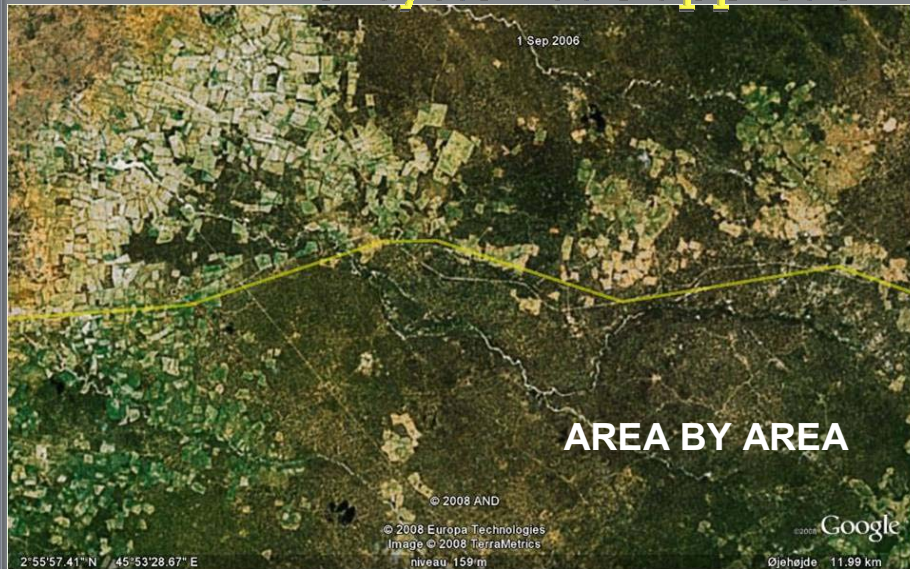 1 Sep 2006
AREA BY AREA
© 2008 AND
© 2008 Europa Technologies
Image © 2008 TerraMetrics
©2008 Google
2°55'57.41" N 45°53'28.67" E
niveau 159 m
Øjehøjde 11.99 km